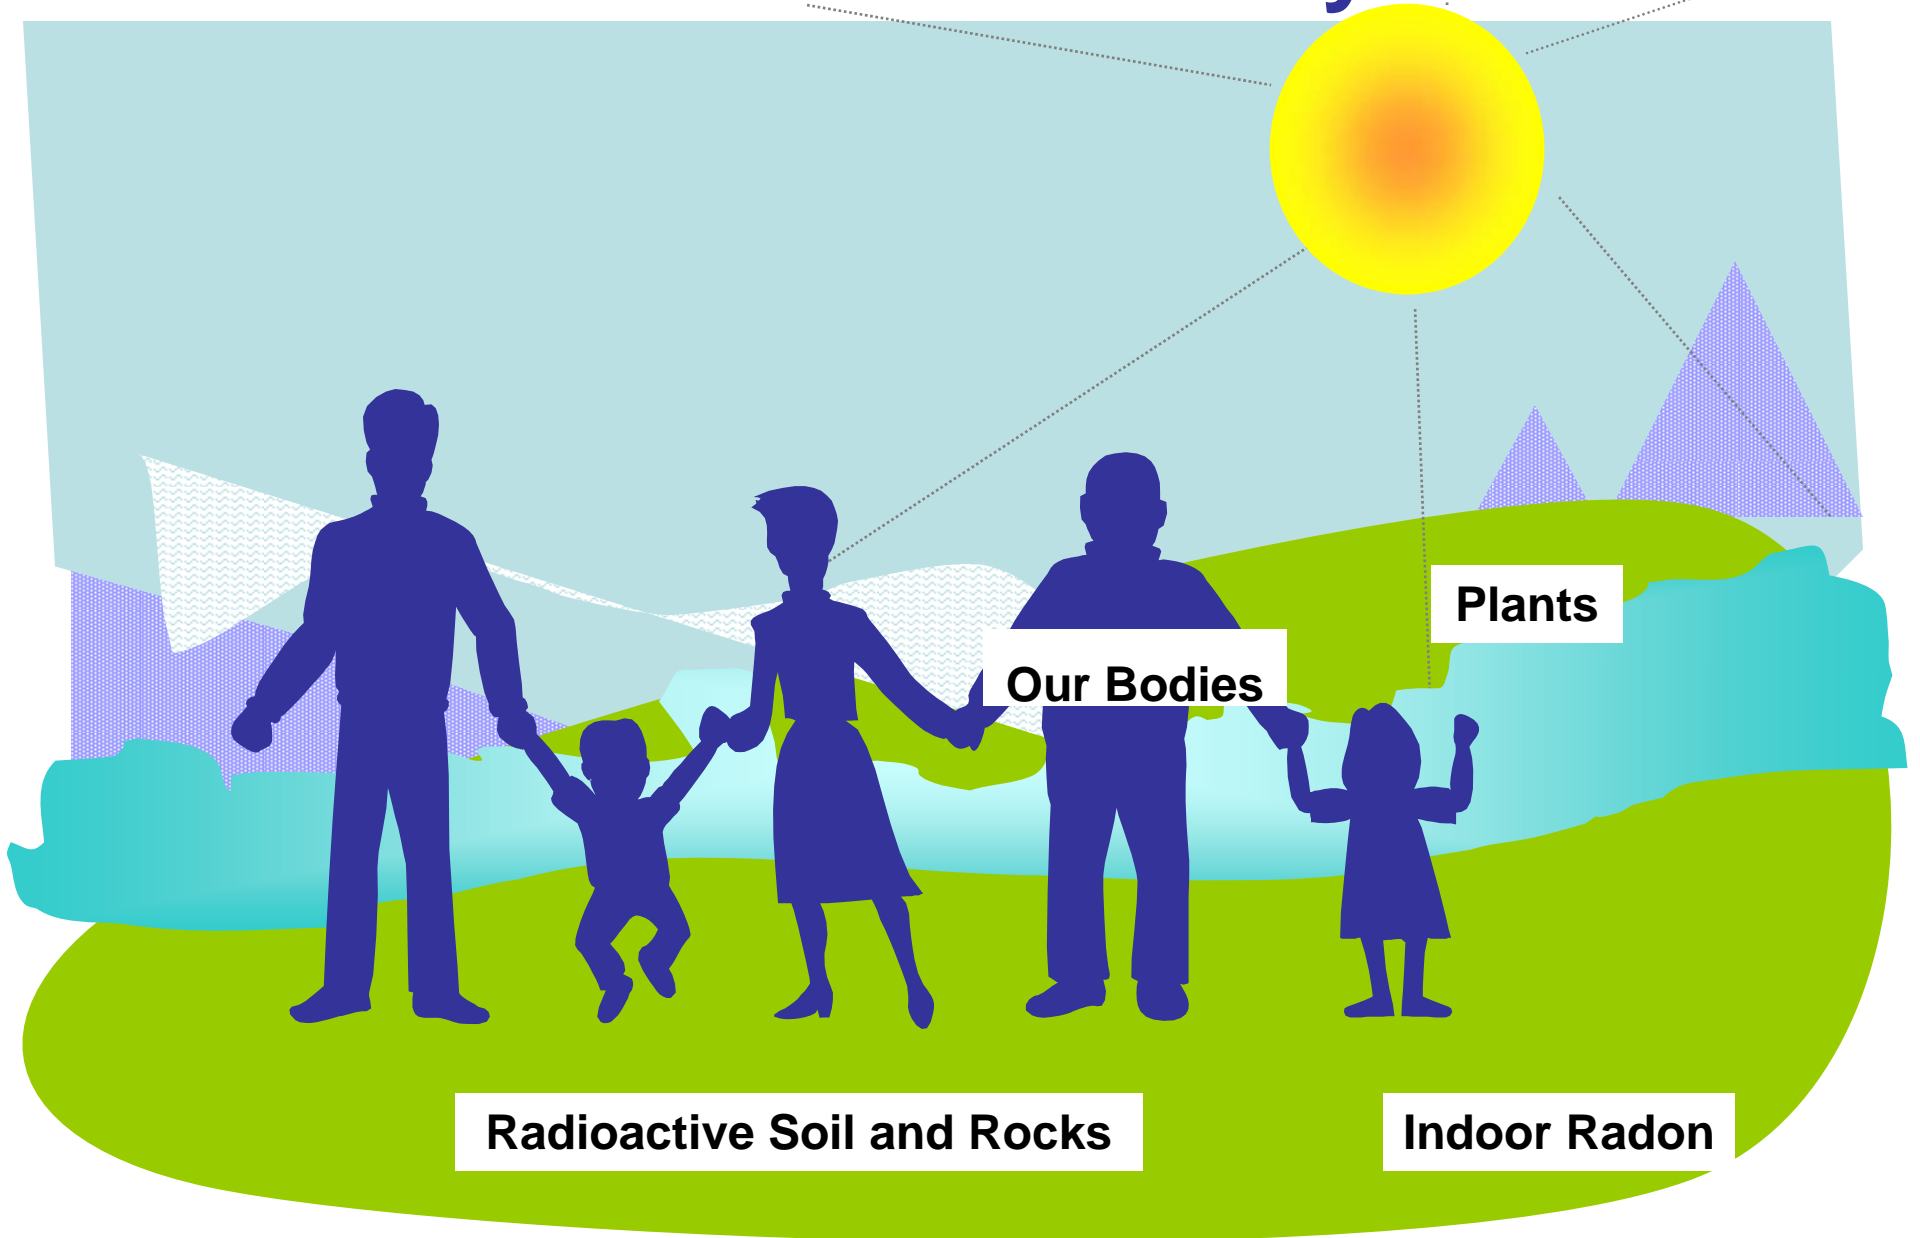 Plants
Our Bodies
Radioactive Soil and Rocks
Indoor Radon